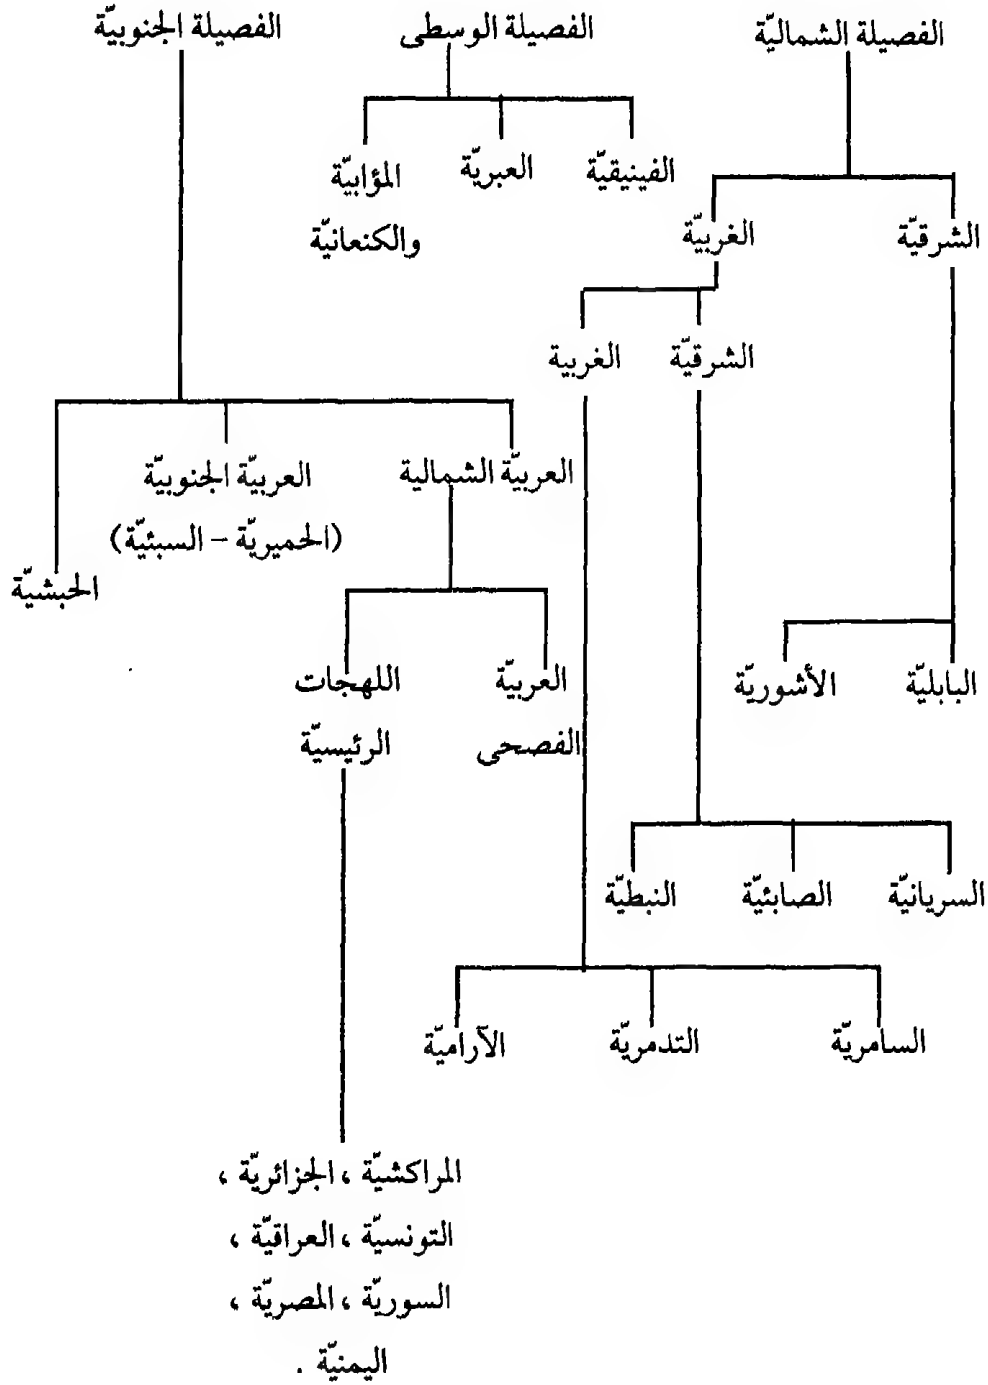 الفصيلة الشماليّة
الفصيلة الوسطى
الفصيلة الجنوبيّة
الفينيقيّة
العبريّة
المؤابيّة
والكنعانيّة
الشرقيّة
الغربيّة
الشرقيّة
الغربية
العربيّة الشمالية
العربيّة الجنوبيّة
(الحميريّة – السبئيّة)
الحبشيّة
البابليّة
الأشوريّة
العربيّة
الفصحى
اللهجات
الرئيسيّة
السريانيّة
الصابئيّة
النبطيّة
السامريّة
التدمريّة
الآراميّة
المراكشيّة ، الجزائريّة ،
التونسيّة ، العراقيّة ،
السوريّة ، المصريّة ،
اليمنيّة .